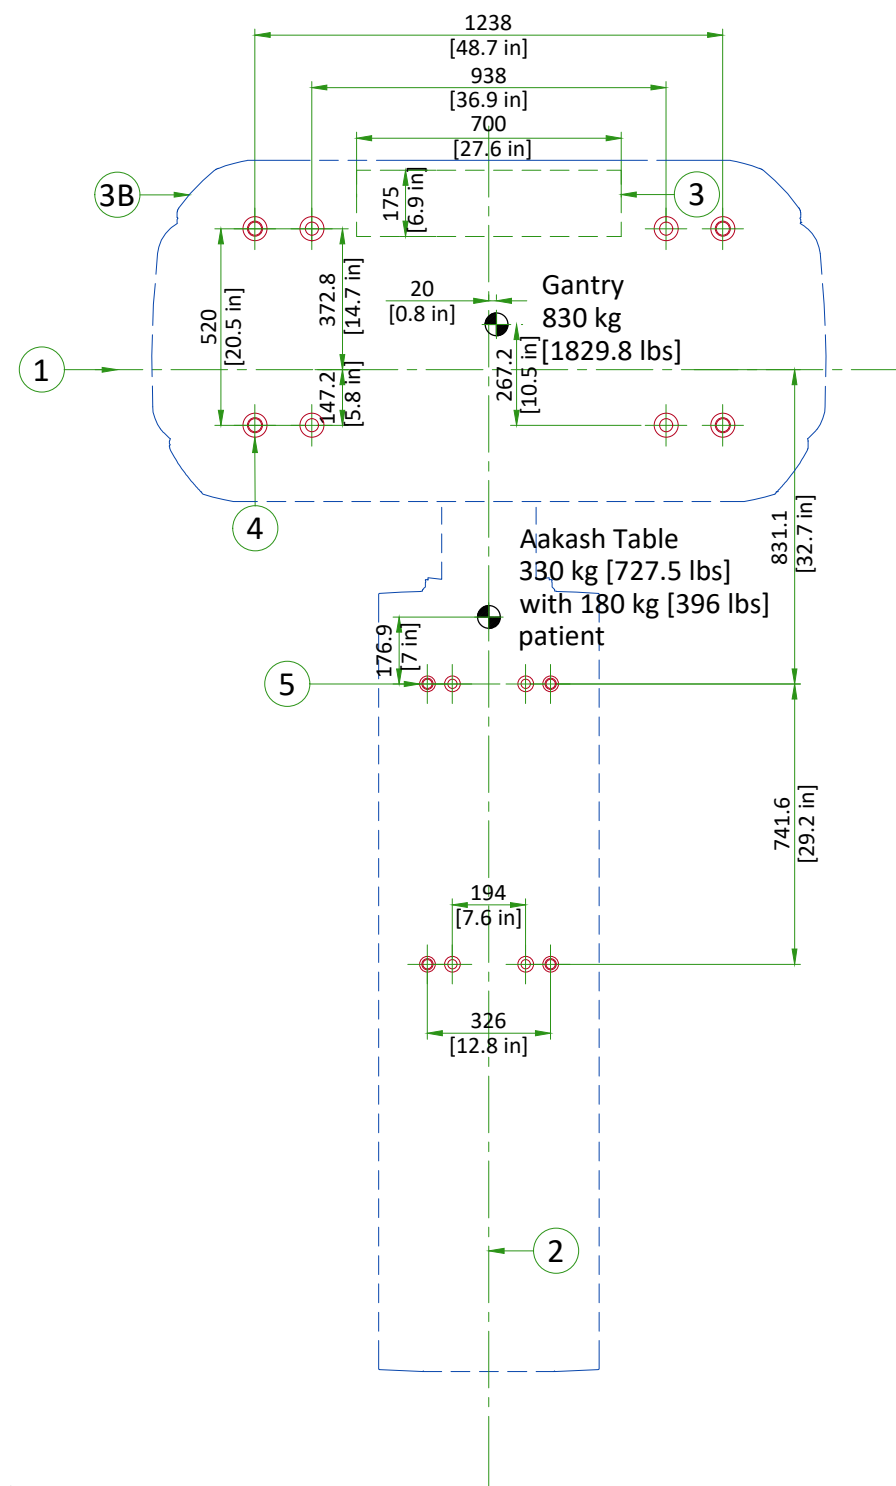 1238
[48.7 in]
938
[36.9 in]
700
[27.6 in]
3B
175
[6.9 in]
3
20
[0.8 in]
Gantry
830 kg
[1829.8 lbs]
520
[20.5 in]
372.8
[14.7 in]
1
147.2
[5.8 in]
267.2
[10.5 in]
4
831.1
[32.7 in]
Aakash Table
330 kg [727.5 lbs]
with 180 kg [396 lbs]
patient
176.9
[7 in]
5
741.6
[29.2 in]
194
[7.6 in]
326
[12.8 in]
2